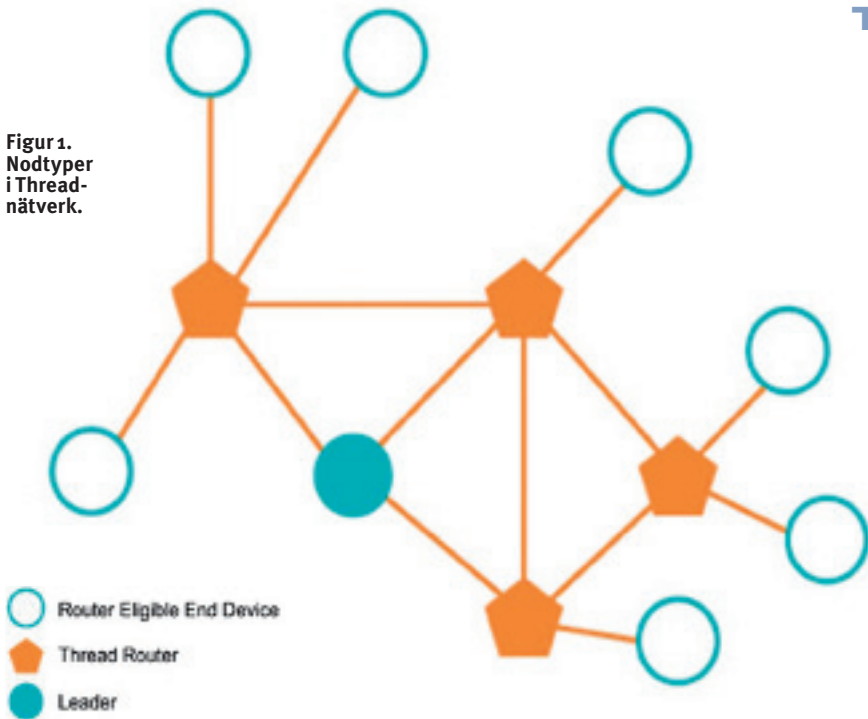 Figur 1.
Nodtyper
i Thread-
nätverk.
Router Eligible End Device
Thread Router
Leader